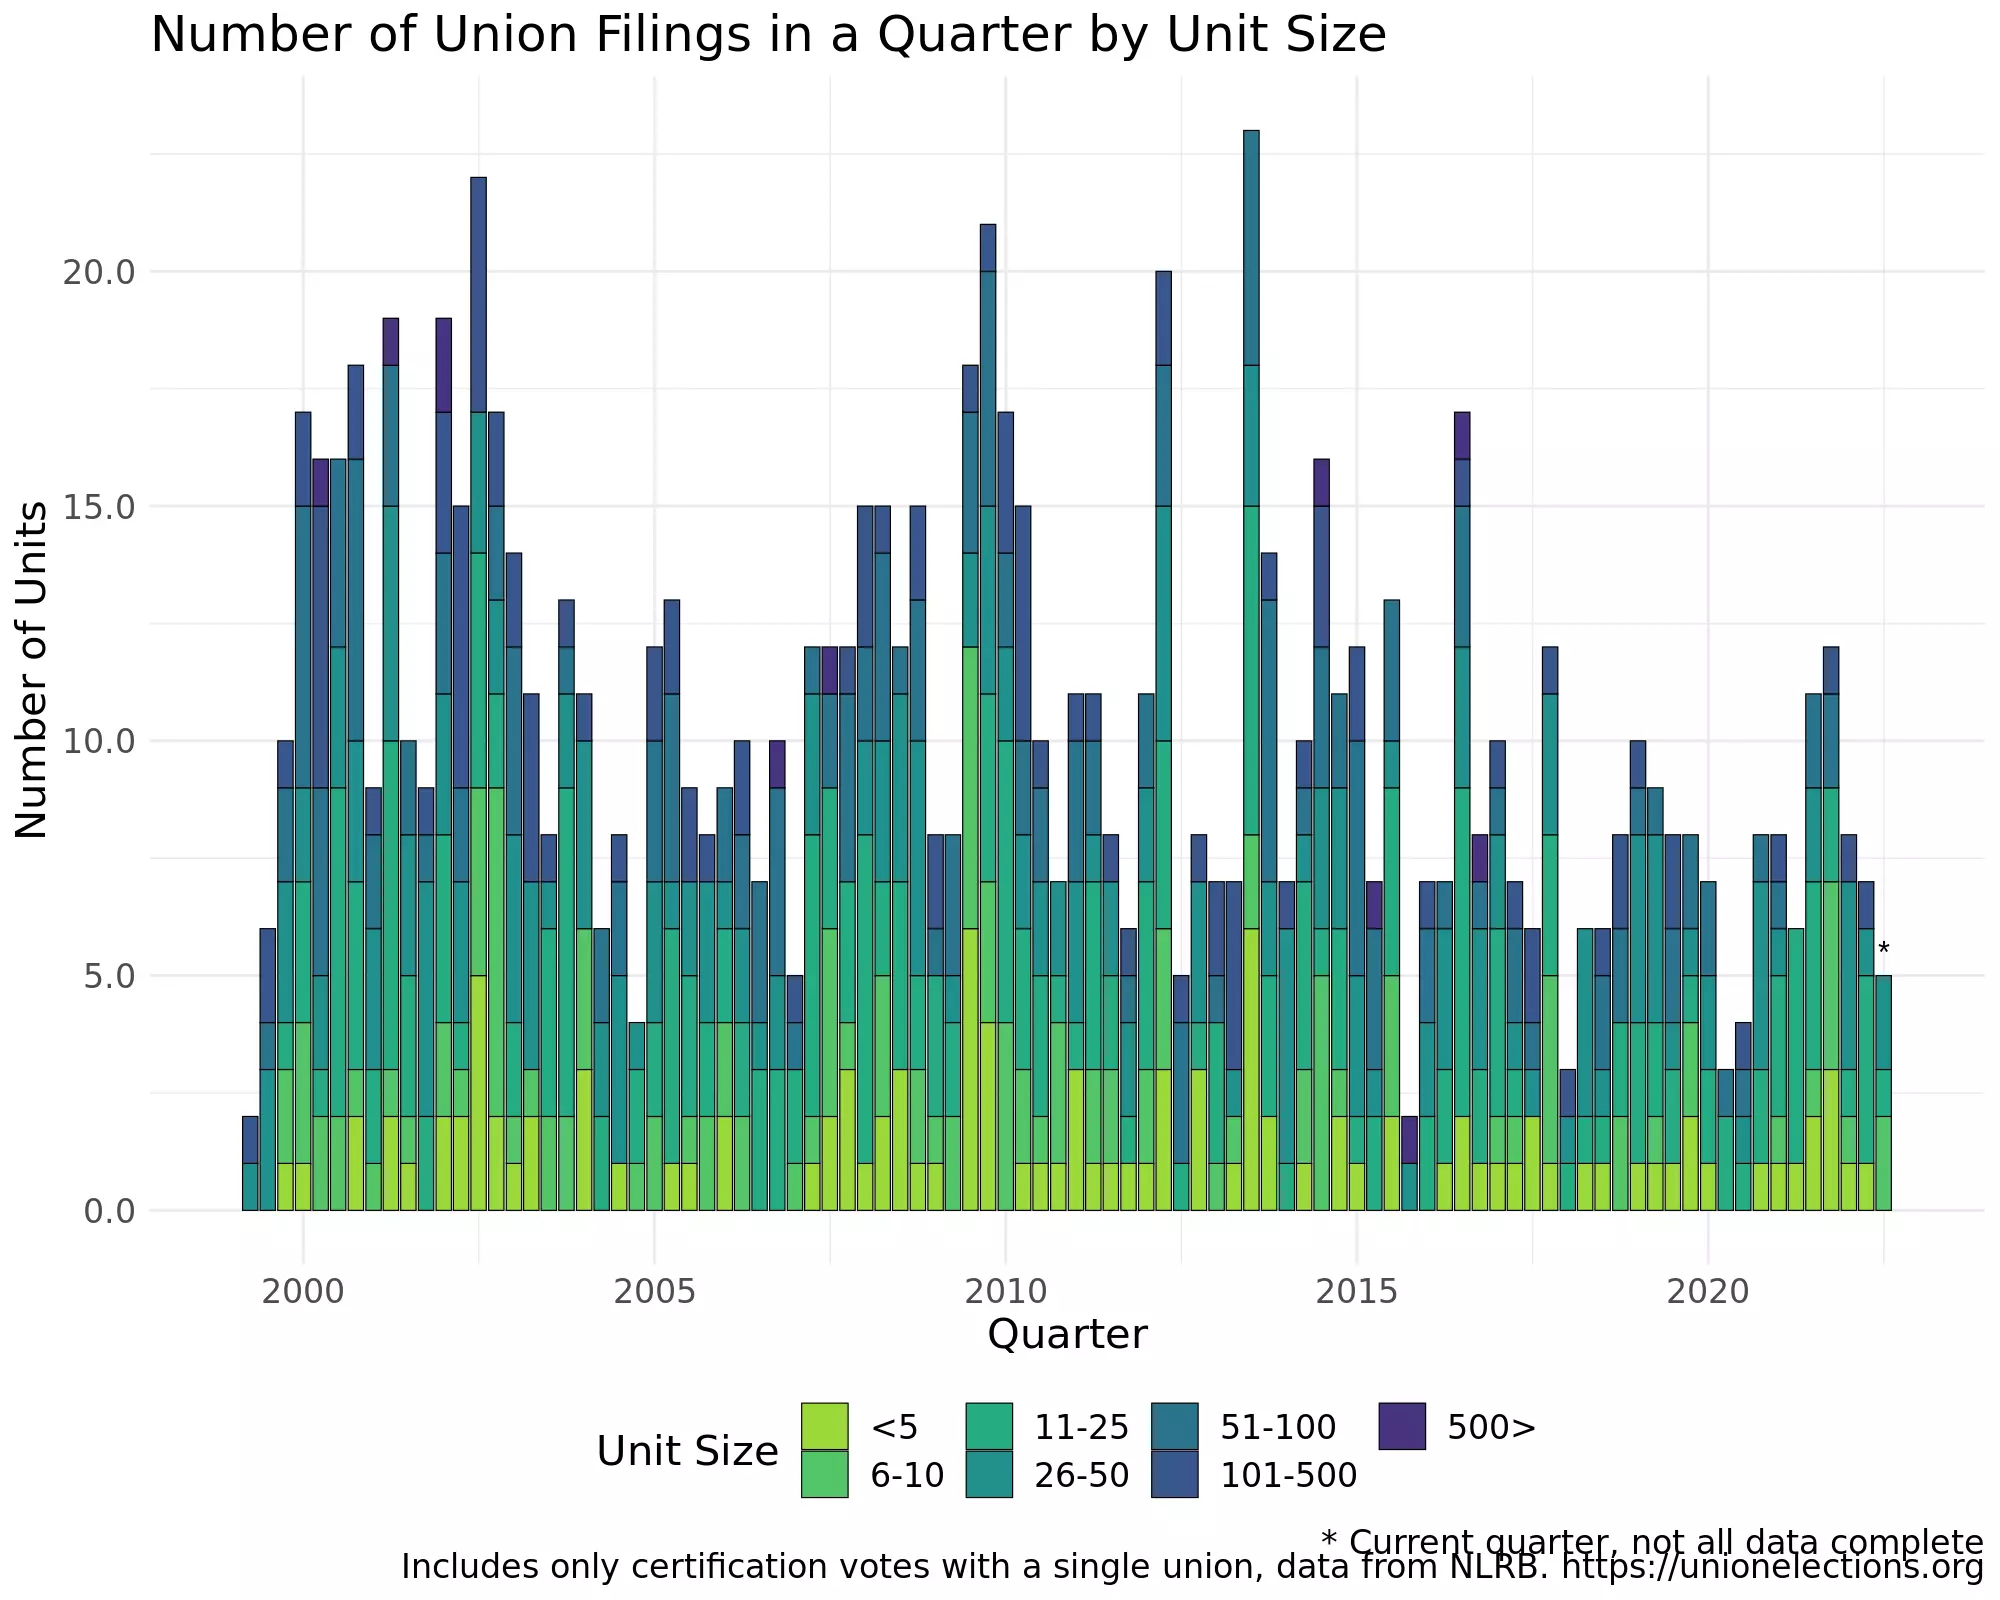 Number of Union Filings in a Quarter by Unit Size
Number of Units
20.0
15.0
10.0
5.0
0.0
*
2000 2005 2010 2015 2020
Quarter
Unit Size
<5 11-25 51-100 500>
6-10 26-50 101-500
* Current quarter, not all data complete
Includes only certification votes with a single union, data from NLRB. https://unionelections.org